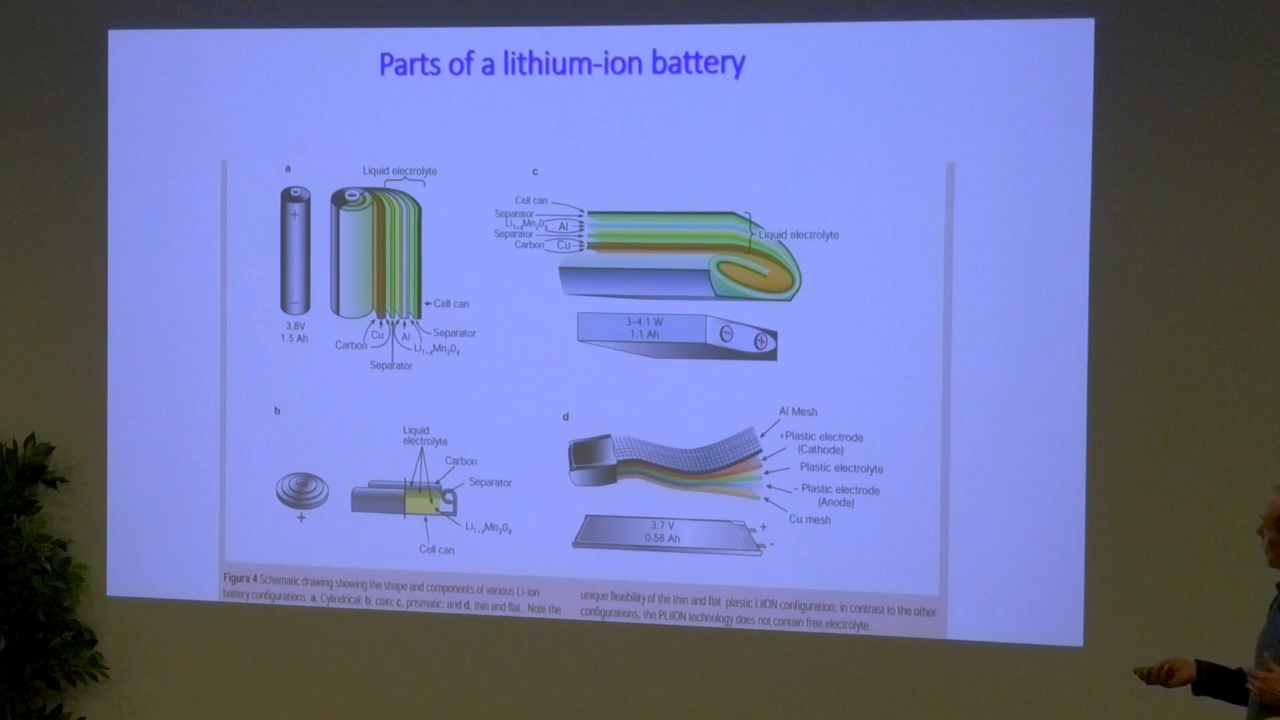 Parts of a lithium-ion battery
a
Liquid electrolyte
+
−
3.8V
1.5 Ah
Cell can
Cu
Al
Separator
Carbon
Li1+xMn2O4
Separator
c
Cell can
Separator
Al
Separator
Carbon
Cu
Liquid electrolyte
3–4.1 W
1.1 Ah
−
+
b
Liquid
electrolyte
Carbon
Separator
+
Li1+xMn2O4
Cell can
d
Al Mesh
+Plastic electrode
(Cathode)
Plastic electrolyte
− Plastic electrode
(Anode)
Cu mesh
3.7 V
0.58 Ah
+
-
Figure 4 Schematic drawing showing the shape and components of various Li-ion
battery configurations. a, Cylindrical; b, coin; c, prismatic; and d, thin and flat. Note the
unique flexibility of the thin and flat plastic LiION configuration; in contrast to the other
configurations, the PLiION technology does not contain free electrolyte.